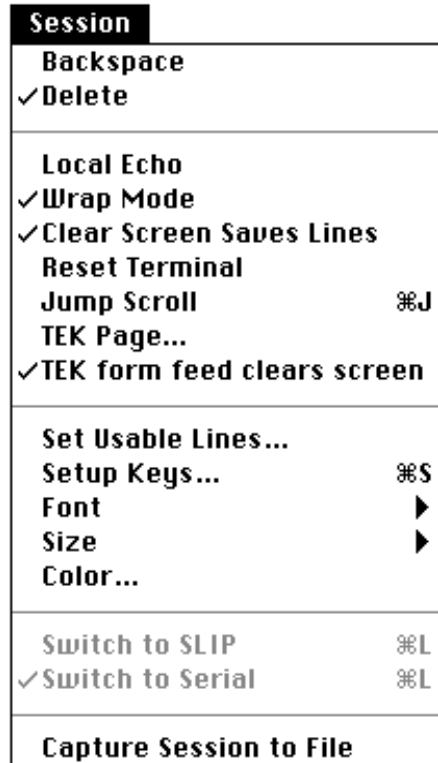 Session
Backspace
✓Delete
Local Echo
✓Wrap Mode
✓Clear Screen Saves Lines
Reset Terminal
Jump Scroll ⌘J
TEK Page...
✓TEK form feed clears screen
Set Usable Lines...
Setup Keys... ⌘S
Font ▶
Size ▶
Color...
Switch to SLIP ⌘L
✓Switch to Serial ⌘L
Capture Session to File